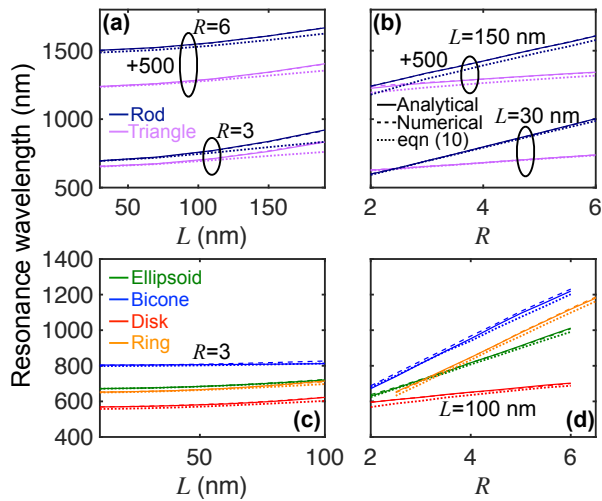 Resonance wavelength (nm)
(a)
R=6
+500
Rod
Triangle
R=3
1500
1000
500
50 100 150
L (nm)
(b)
L=150 nm
+500
Analytical
Numerical
eqn (10)
L=30 nm
2 4 6
R
1400
1200
1000
800
600
400
Ellipsoid
Bicone
Disk
Ring
R=3
(c)
50 100
L (nm)
L=100 nm
(d)
2 4 6
R